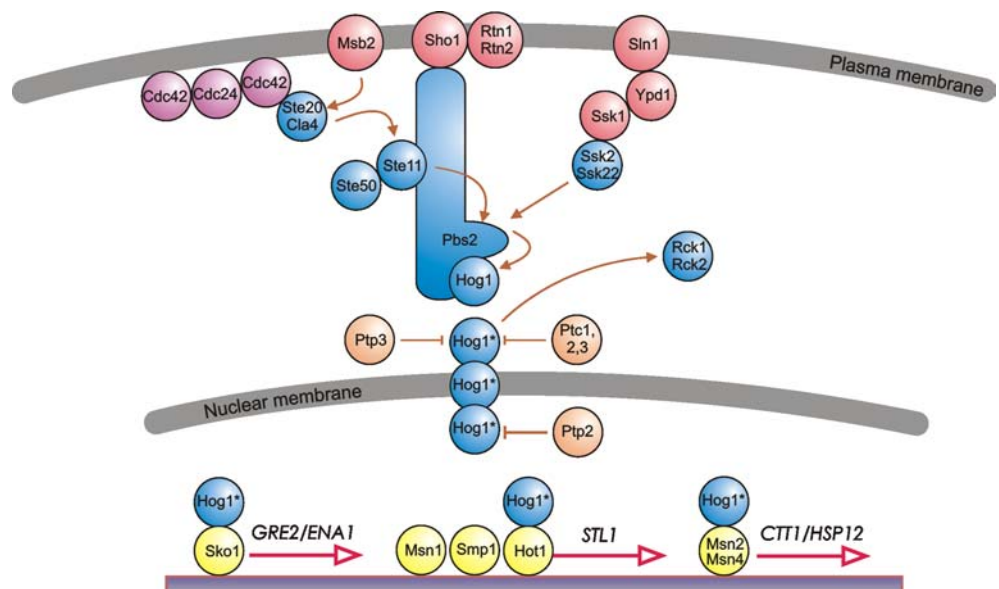 Msb2
Sho1
Rtn1
Rtn2
Sln1
Plasma membrane
Cdc42
Cdc24
Cdc42
Ste20
Cla4
Ypd1
Ssk1
Ste11
Ste50
Ssk2
Ssk22
Pbs2
Hog1
Rck1
Rck2
Ptp3
Hog1*
Ptc1,
2,3
Nuclear membrane
Hog1*
Hog1*
Ptp2
Hog1*
Sko1
GRE2/ENA1
Msn1
Smp1
Hog1*
Hot1
STL1
Hog1*
Msn2
Msn4
CTT1/HSP12